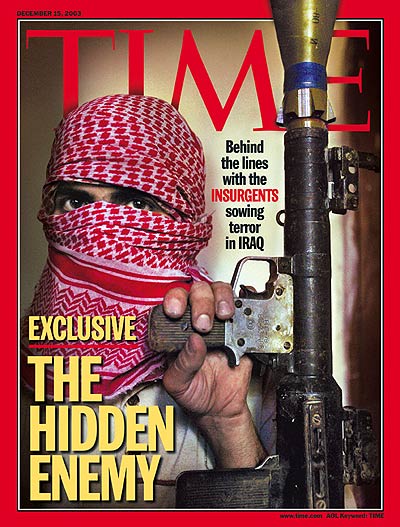 DECEMBER 15, 2003
TIME
Behind
the lines
with the
INSURGENTS
sowing
terror
in IRAQ
EXCLUSIVE
THE
HIDDEN
ENEMY
www.time.com AOL Keyword: TIME